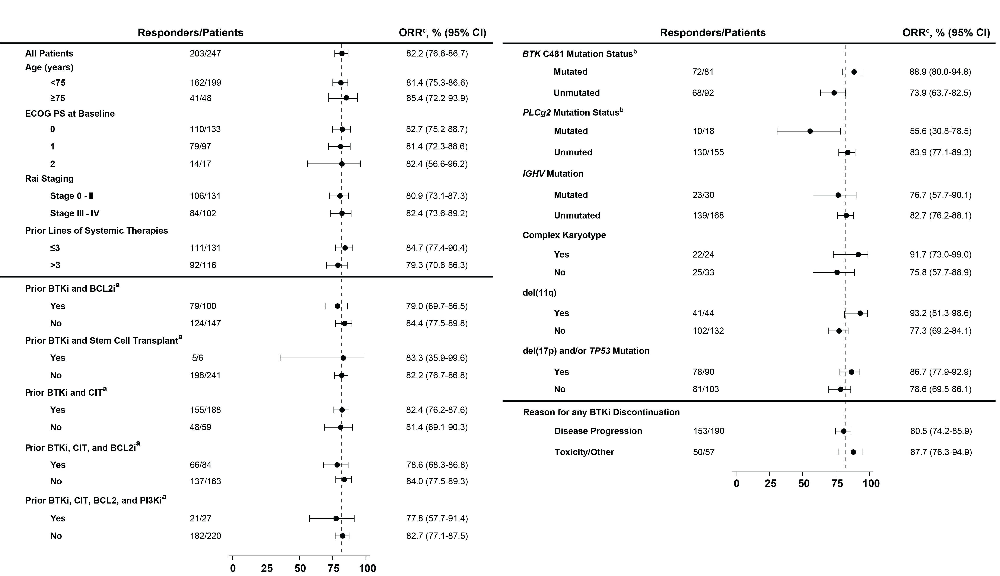 Responders/Patients ORRᶜ, % (95% CI)
All Patients 203/247 82.2 (76.8-86.7)
Age (years)
<75 162/199 81.4 (75.3-86.6)
≥75 41/48 85.4 (72.2-93.9)
ECOG PS at Baseline
0 110/133 82.7 (75.2-88.7)
1 79/97 81.4 (72.3-88.6)
2 14/17 82.4 (56.6-96.2)
Rai Staging
Stage 0 - II 106/131 80.9 (73.1-87.3)
Stage III - IV 84/102 82.4 (73.6-89.2)
Prior Lines of Systemic Therapies
≤3 111/131 84.7 (77.4-90.4)
>3 92/116 79.3 (70.8-86.3)
Prior BTKi and BCL2iᵃ
Yes 79/100 79.0 (69.7-86.5)
No 124/147 84.4 (77.5-89.8)
Prior BTKi and Stem Cell Transplantᵃ
Yes 5/6 83.3 (35.9-99.6)
No 198/241 82.2 (76.7-86.8)
Prior BTKi and CITᵃ
Yes 155/188 82.4 (76.2-87.6)
No 48/59 81.4 (69.1-90.3)
Prior BTKi, CIT, and BCL2iᵃ
Yes 66/84 78.6 (68.3-86.8)
No 137/163 84.0 (77.5-89.3)
Prior BTKi, CIT, BCL2, and PI3Kiᵃ
Yes 21/27 77.8 (57.7-91.4)
No 182/220 82.7 (77.1-87.5)
0 25 50 75 100
Responders/Patients ORRᶜ, % (95% CI)
BTK C481 Mutation Statusᵇ
Mutated 72/81 88.9 (80.0-94.8)
Unmutated 68/92 73.9 (63.7-82.5)
PLCg2 Mutation Statusᵇ
Mutated 10/18 55.6 (30.8-78.5)
Unmuted 130/155 83.9 (77.1-89.3)
IGHV Mutation
Mutated 23/30 76.7 (57.7-90.1)
Unmutated 139/168 82.7 (76.2-88.1)
Complex Karyotype
Yes 22/24 91.7 (73.0-99.0)
No 25/33 75.8 (57.7-88.9)
del(11q)
Yes 41/44 93.2 (81.3-98.6)
No 102/132 77.3 (69.2-84.1)
del(17p) and/or TP53 Mutation
Yes 78/90 86.7 (77.9-92.9)
No 81/103 78.6 (69.5-86.1)
Reason for any BTKi Discontinuation
Disease Progression 153/190 80.5 (74.2-85.9)
Toxicity/Other 50/57 87.7 (76.3-94.9)
0 25 50 75 100